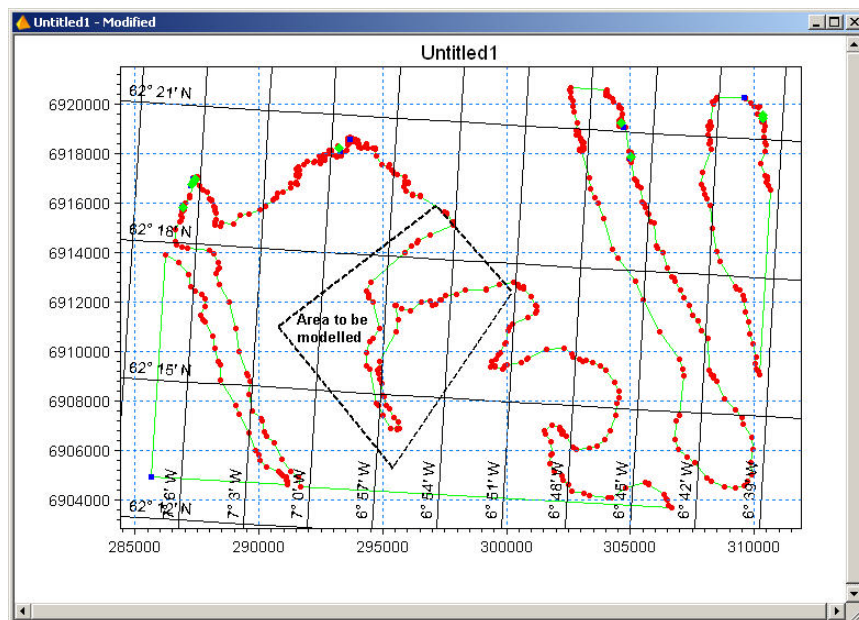 Untitled1 - Modified
Untitled1
62° 21' N
6920000
6918000
6916000
62° 18' N
6914000
6912000
Area to be
modelled
6910000
62° 15' N
6908000
6906000
6904000
62° 12' N
7° 6' W
7° 3' W
7° 0' W
6° 57' W
6° 54' W
6° 51' W
6° 48' W
6° 45' W
6° 42' W
6° 39' W
285000
290000
295000
300000
305000
310000